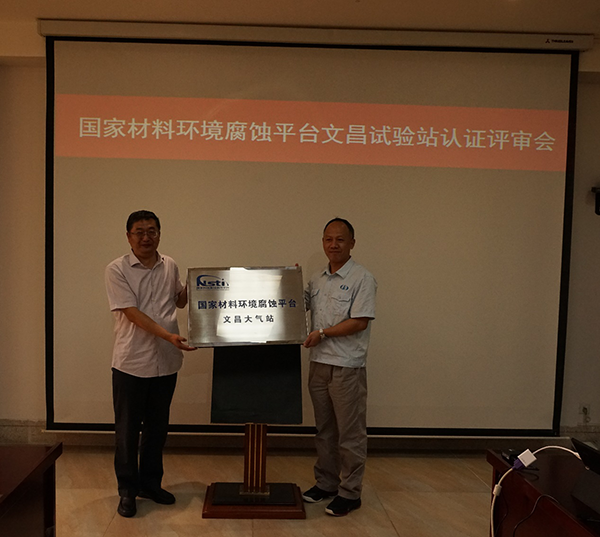 国家材料环境腐蚀平台文昌试验站认证评审会
Nsti
国家材料环境腐蚀平台
文昌大气站